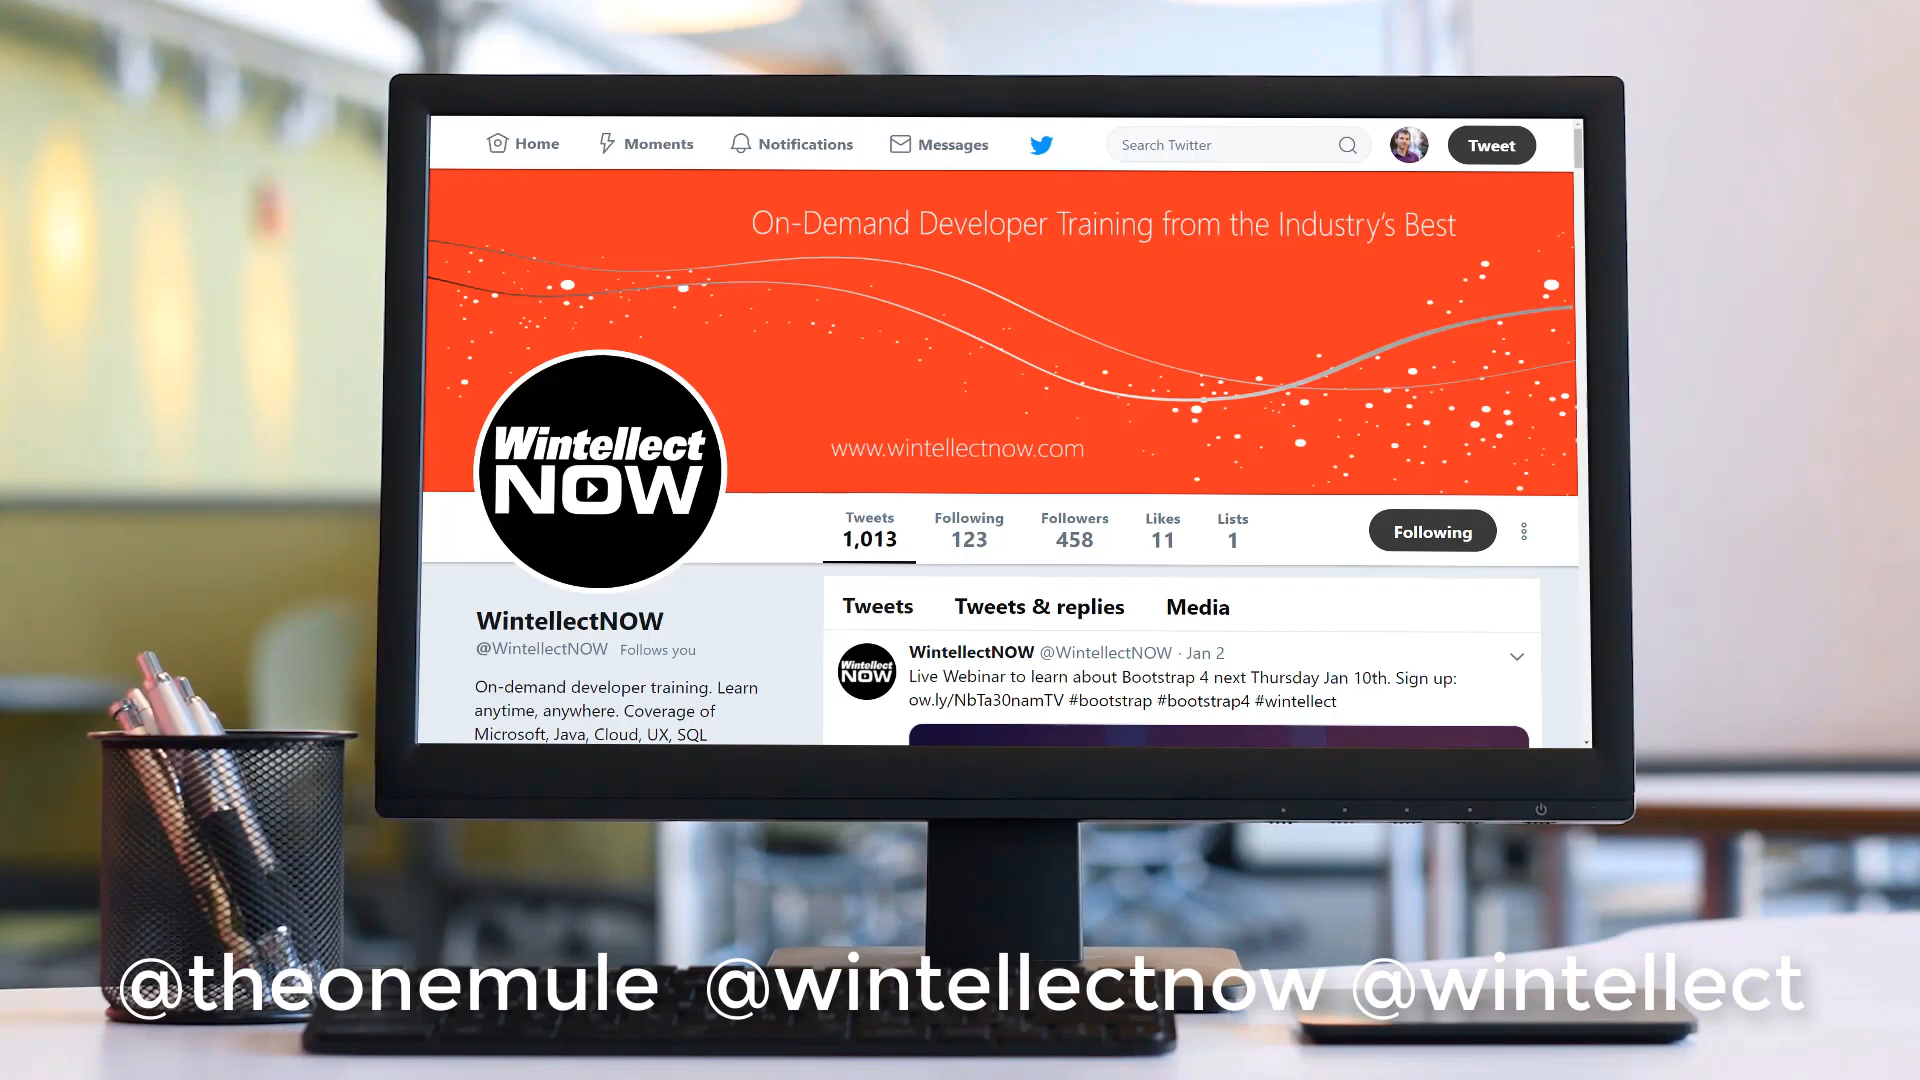 Home Moments Notifications Messages Search Twitter Tweet
On-Demand Developer Training from the Industry's Best
www.wintellectnow.com
Wintellect
NOW
Tweets Following Followers Likes Lists
1,013 123 458 11 1
Following
WintellectNOW
@WintellectNOW Follows you
On-demand developer training. Learn
anytime, anywhere. Coverage of
Microsoft, Java, Cloud, UX, SQL
Tweets Tweets & replies Media
Wintellect
NOW
WintellectNOW @WintellectNOW · Jan 2
Live Webinar to learn about Bootstrap 4 next Thursday Jan 10th. Sign up:
ow.ly/NbTa30namTV #bootstrap #bootstrap4 #wintellect
@theonemule @wintellectnow @wintellect